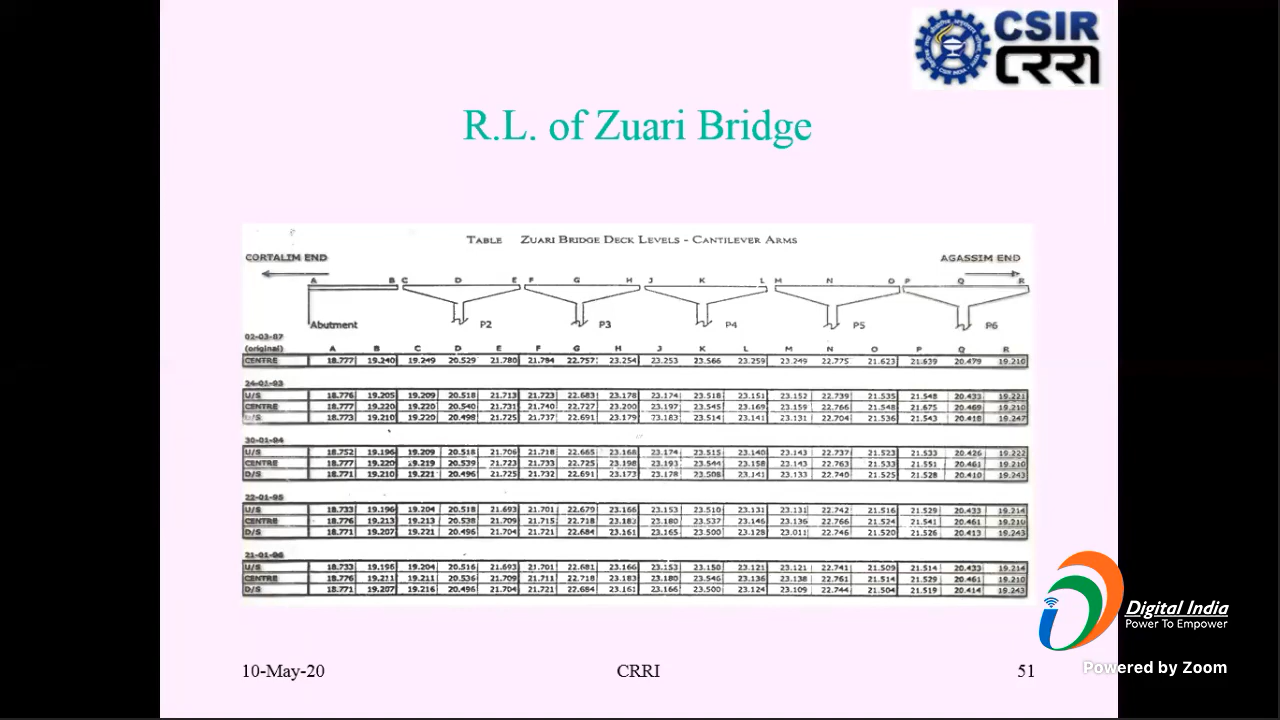 CSIR
CRRI
R.L. of Zuari Bridge
TABLE ZUARI BRIDGE DECK LEVELS - CANTILEVER ARMS
CORTALIM END AGASSIM END
A B C D E F G H J K L M N O P Q R
Abutment P2 P3 P4 P5 P6
02-03-87
(original) A B C D E F G H J K L M N O P Q R
CENTRE 18.777 19.240 19.249 20.529 21.780 21.794 22.757 23.254 23.253 23.566 23.259 23.249 22.775 21.623 21.639 20.479 19.210
24-01-93
U/S 18.776 19.205 19.209 20.518 21.713 21.723 22.683 23.178 23.174 23.518 23.151 23.152 22.739 21.535 21.548 20.433 19.221
CENTRE 18.777 19.220 19.220 20.540 21.731 21.740 22.727 23.200 23.197 23.545 23.169 23.159 22.766 21.548 21.675 20.469 19.210
D/S 18.773 19.210 19.220 20.498 21.725 21.737 22.691 23.179 23.514 23.141 23.131 22.704 21.536 21.543 20.418 19.247
30-01-94
U/S 18.752 19.196 19.209 20.518 21.706 21.718 22.665 23.168 23.174 23.515 23.140 23.143 22.737 21.523 21.533 20.426 19.222
CENTRE 18.777 19.220 19.219 20.539 21.723 21.733 22.725 23.198 23.193 23.544 23.158 23.143 22.763 21.533 21.551 20.461 19.210
D/S 18.771 19.210 19.221 20.496 21.725 21.732 22.691 23.173 23.178 23.508 23.141 23.133 22.740 21.525 21.528 20.410 19.243
22-01-95
U/S 18.733 19.196 19.204 20.518 21.693 21.701 22.679 23.166 23.153 23.510 23.131 23.131 22.742 21.516 21.529 20.433 19.214
CENTRE 18.776 19.213 19.213 20.538 21.709 21.715 22.718 23.183 23.180 23.537 23.146 23.136 22.766 21.524 21.541 20.461 19.210
D/S 18.771 19.207 19.221 20.496 21.704 21.721 22.684 23.161 23.165 23.500 23.128 23.011 22.746 21.520 21.526 20.413 19.243
21-01-96
U/S 18.733 19.196 19.204 20.516 21.693 21.701 22.681 23.166 23.153 23.150 23.121 23.121 22.741 21.509 21.514 20.433 19.214
CENTRE 18.776 19.211 19.211 20.536 21.709 21.711 22.718 23.183 23.180 23.546 23.136 23.138 22.761 21.514 21.529 20.461 19.210
D/S 18.771 19.207 19.216 20.496 21.704 21.721 22.684 23.161 23.166 23.500 23.124 23.109 22.744 21.504 21.519 20.414 19.243
Digital India
Power To Empower
10-May-20 CRRI 51
Powered by Zoom